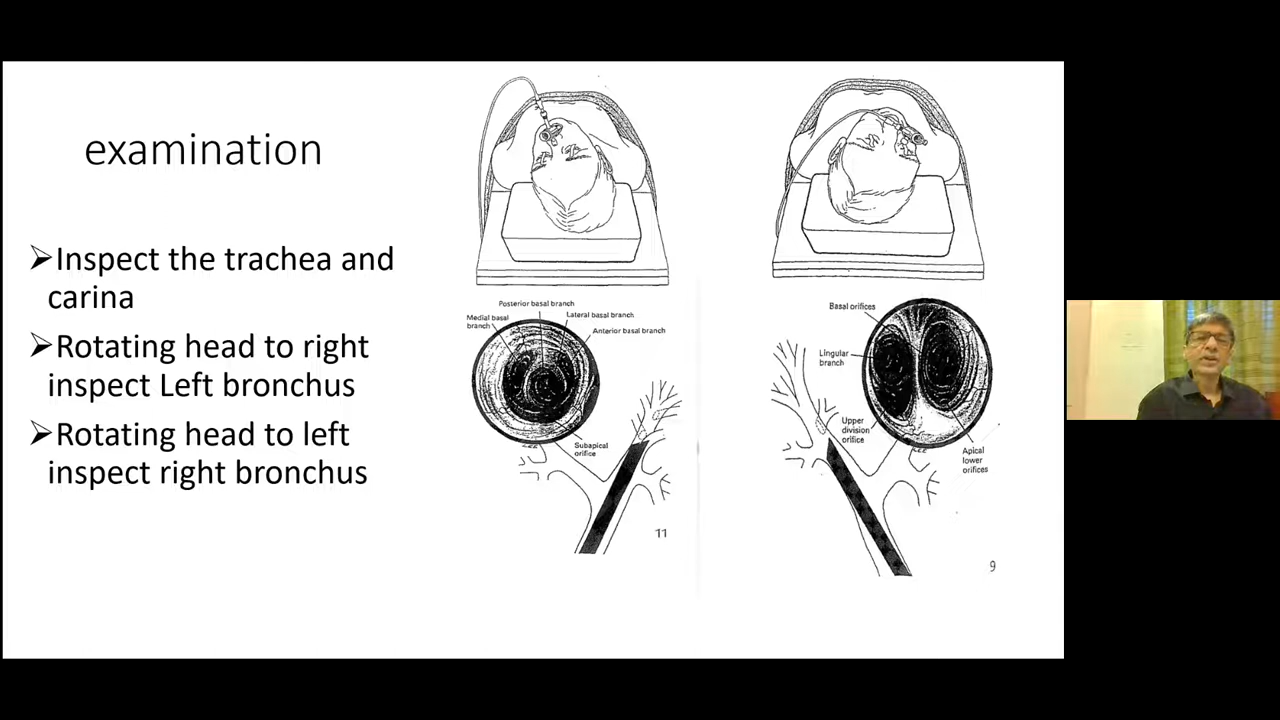 examination
➢Inspect the trachea and
carina
➢Rotating head to right
inspect Left bronchus
➢Rotating head to left
inspect right bronchus
Posterior basal branch
Medial basal
branch
Lateral basal branch
Anterior basal branch
Subapical
orifice
11
Basal orifices
Lingular
branch
Upper
division
orifice
Apical
lower
orifices
9